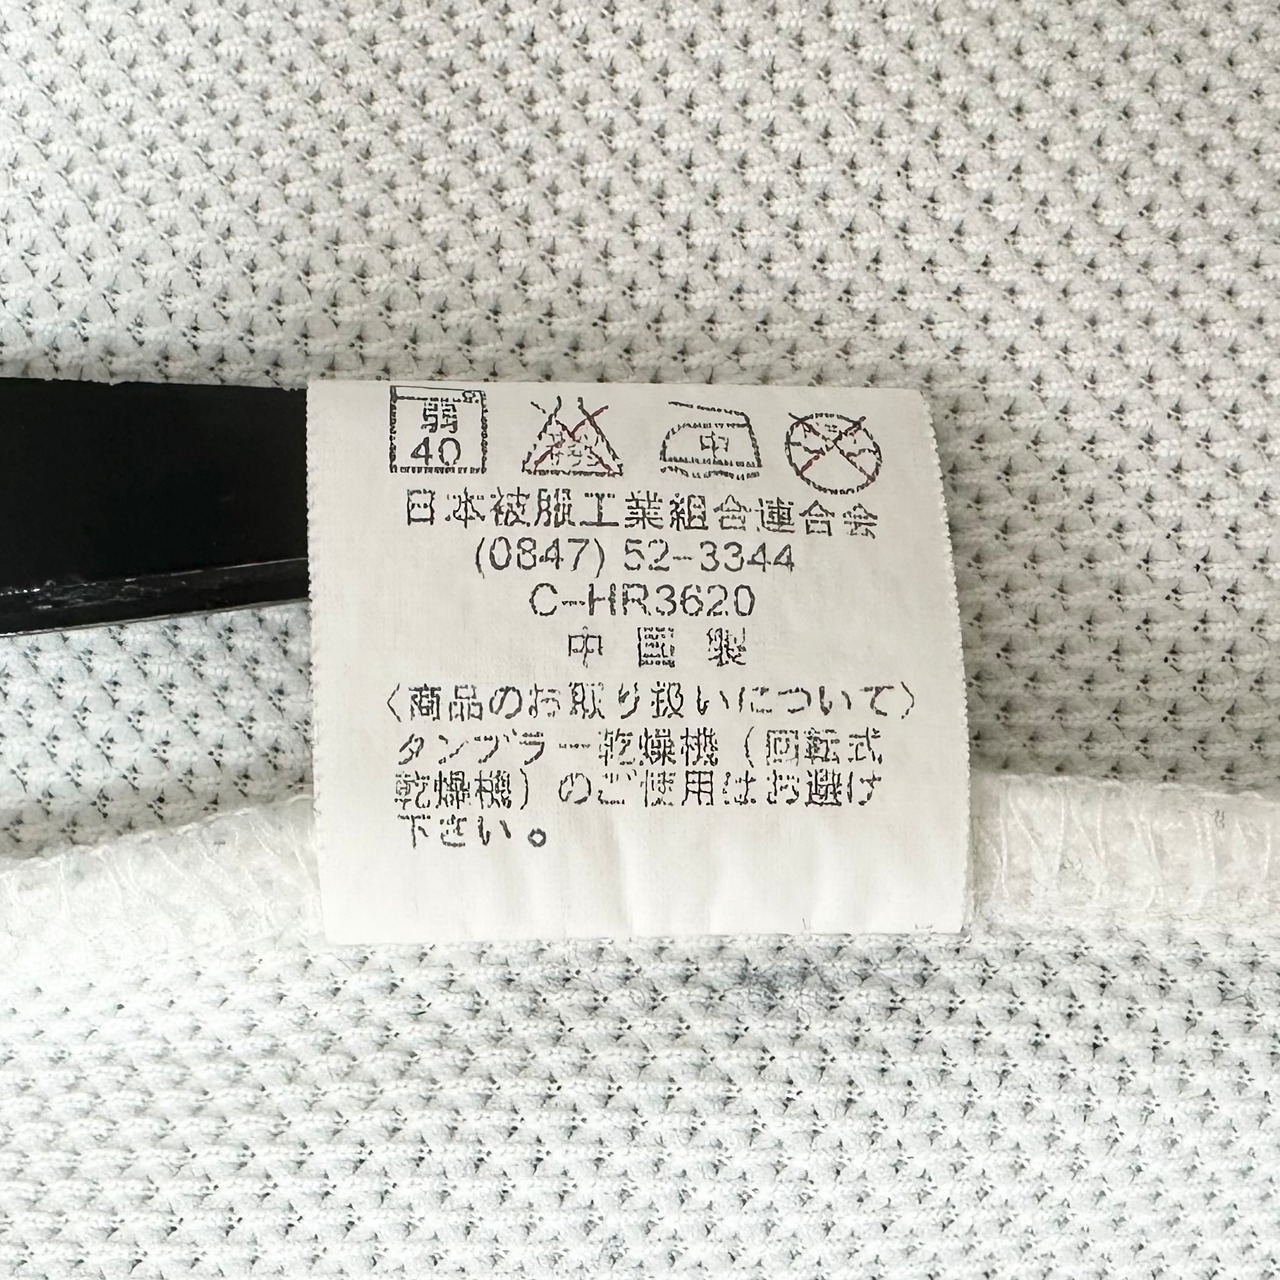 弱
40
中
日本被服工業組合連合会
(0847) 52-3344
C-HR3620
中国製
〈商品のお取り扱いについて〉
タンブラー乾燥機（回転式
乾燥機）のご使用はお避け
下さい。